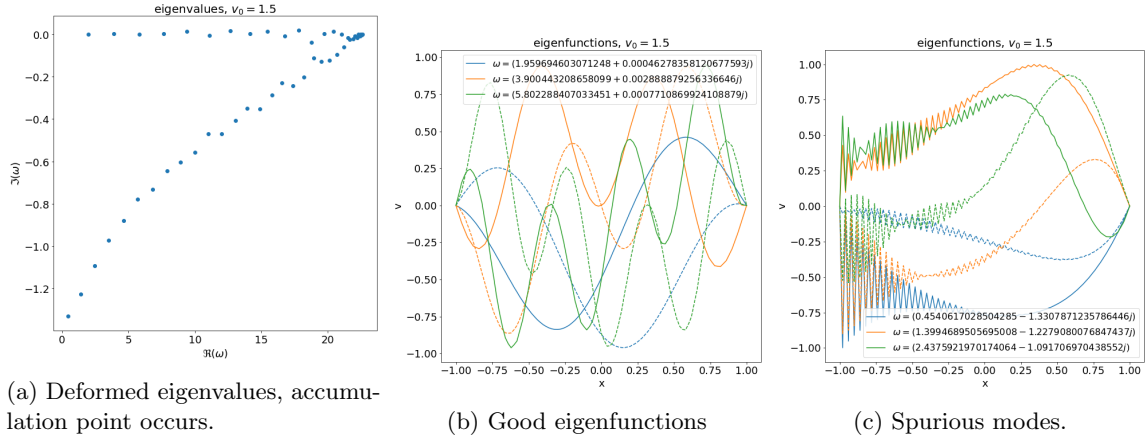 eigenvalues, v₀ = 1.5
0.0
−0.2
−0.4
−0.6
−0.8
−1.0
−1.2
ℑ(ω)
0 5 10 15 20
ℜ(ω)
(a) Deformed eigenvalues, accumu-
lation point occurs.
eigenfunctions, v₀ = 1.5
ω = (1.959694603071248 + 0.00046278358120677593j)
ω = (3.900443208658099 + 0.0028888792563366​46j)
ω = (5.802288407033451 + 0.0007710869924108879j)
1.00
0.75
0.50
0.25
0.00
−0.25
−0.50
−0.75
−1.00
v
−1.00 −0.75 −0.50 −0.25 0.00 0.25 0.50 0.75 1.00
x
(b) Good eigenfunctions
eigenfunctions, v₀ = 1.5
1.00
0.75
0.50
0.25
0.00
−0.25
−0.50
−0.75
−1.00
v
ω = (0.4540617028504285 − 1.3307871235786446j)
ω = (1.3994689505695008 − 1.2279080076847437j)
ω = (2.4375921970174064 − 1.091706970438552j)
−1.00 −0.75 −0.50 −0.25 0.00 0.25 0.50 0.75 1.00
x
(c) Spurious modes.